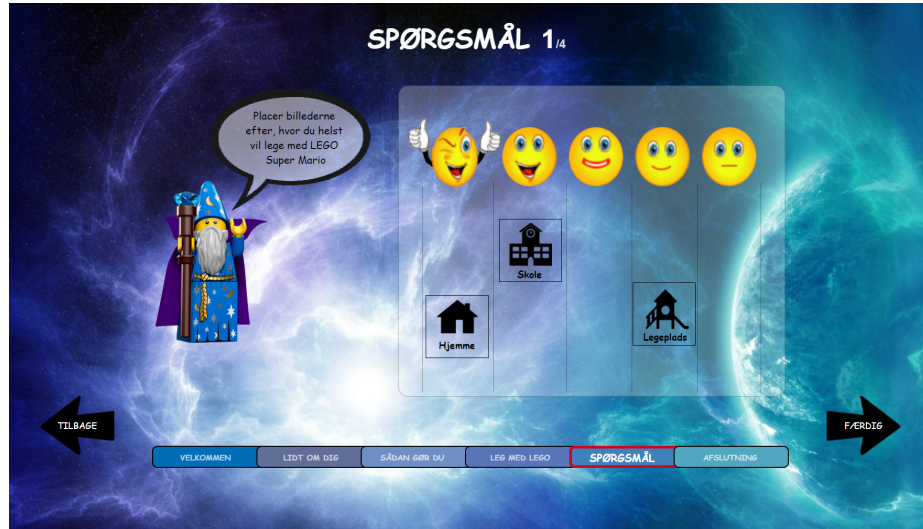 SPØRGSMÅL 1/4
Placer billederne
efter, hvor du helst
vil lege med LEGO
Super Mario
Skole
Hjemme
Legeplads
TILBAGE
FÆRDIG
VELKOMMEN
LIDT OM DIG
SÅDAN GØR DU
LEG MED LEGO
SPØRGSMÅL
AFSLUTNING